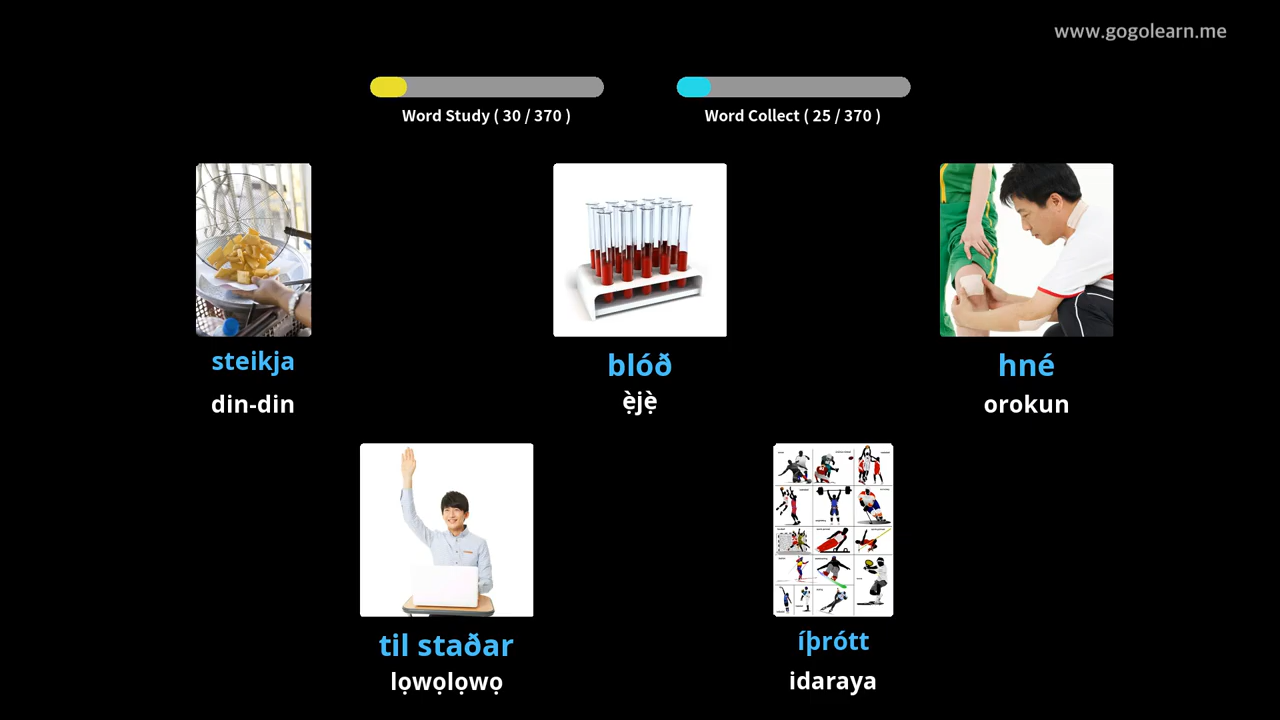 www.gogolearn.me
Word Study ( 30 / 370 )
Word Collect ( 25 / 370 )
steikja
din-din
blóð
ẹ̀jẹ̀
hné
orokun
til staðar
lọwọlọwọ
íþrótt
idaraya